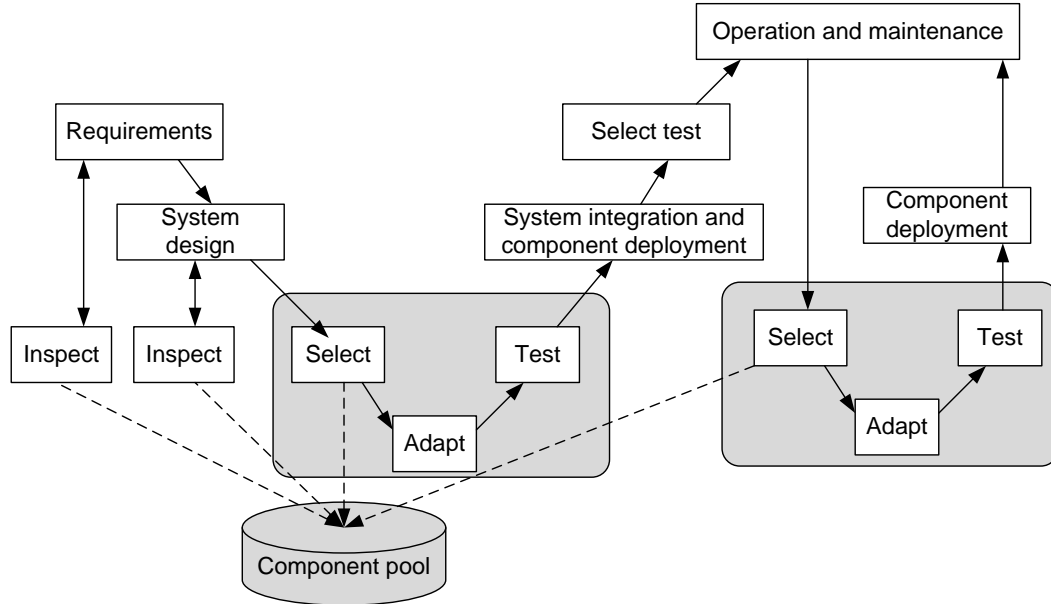 Operation and maintenance
Requirements
Select test
System
design
System integration and
component deployment
Component
deployment
Inspect
Inspect
Select
Test
Select
Test
Adapt
Adapt
Component pool